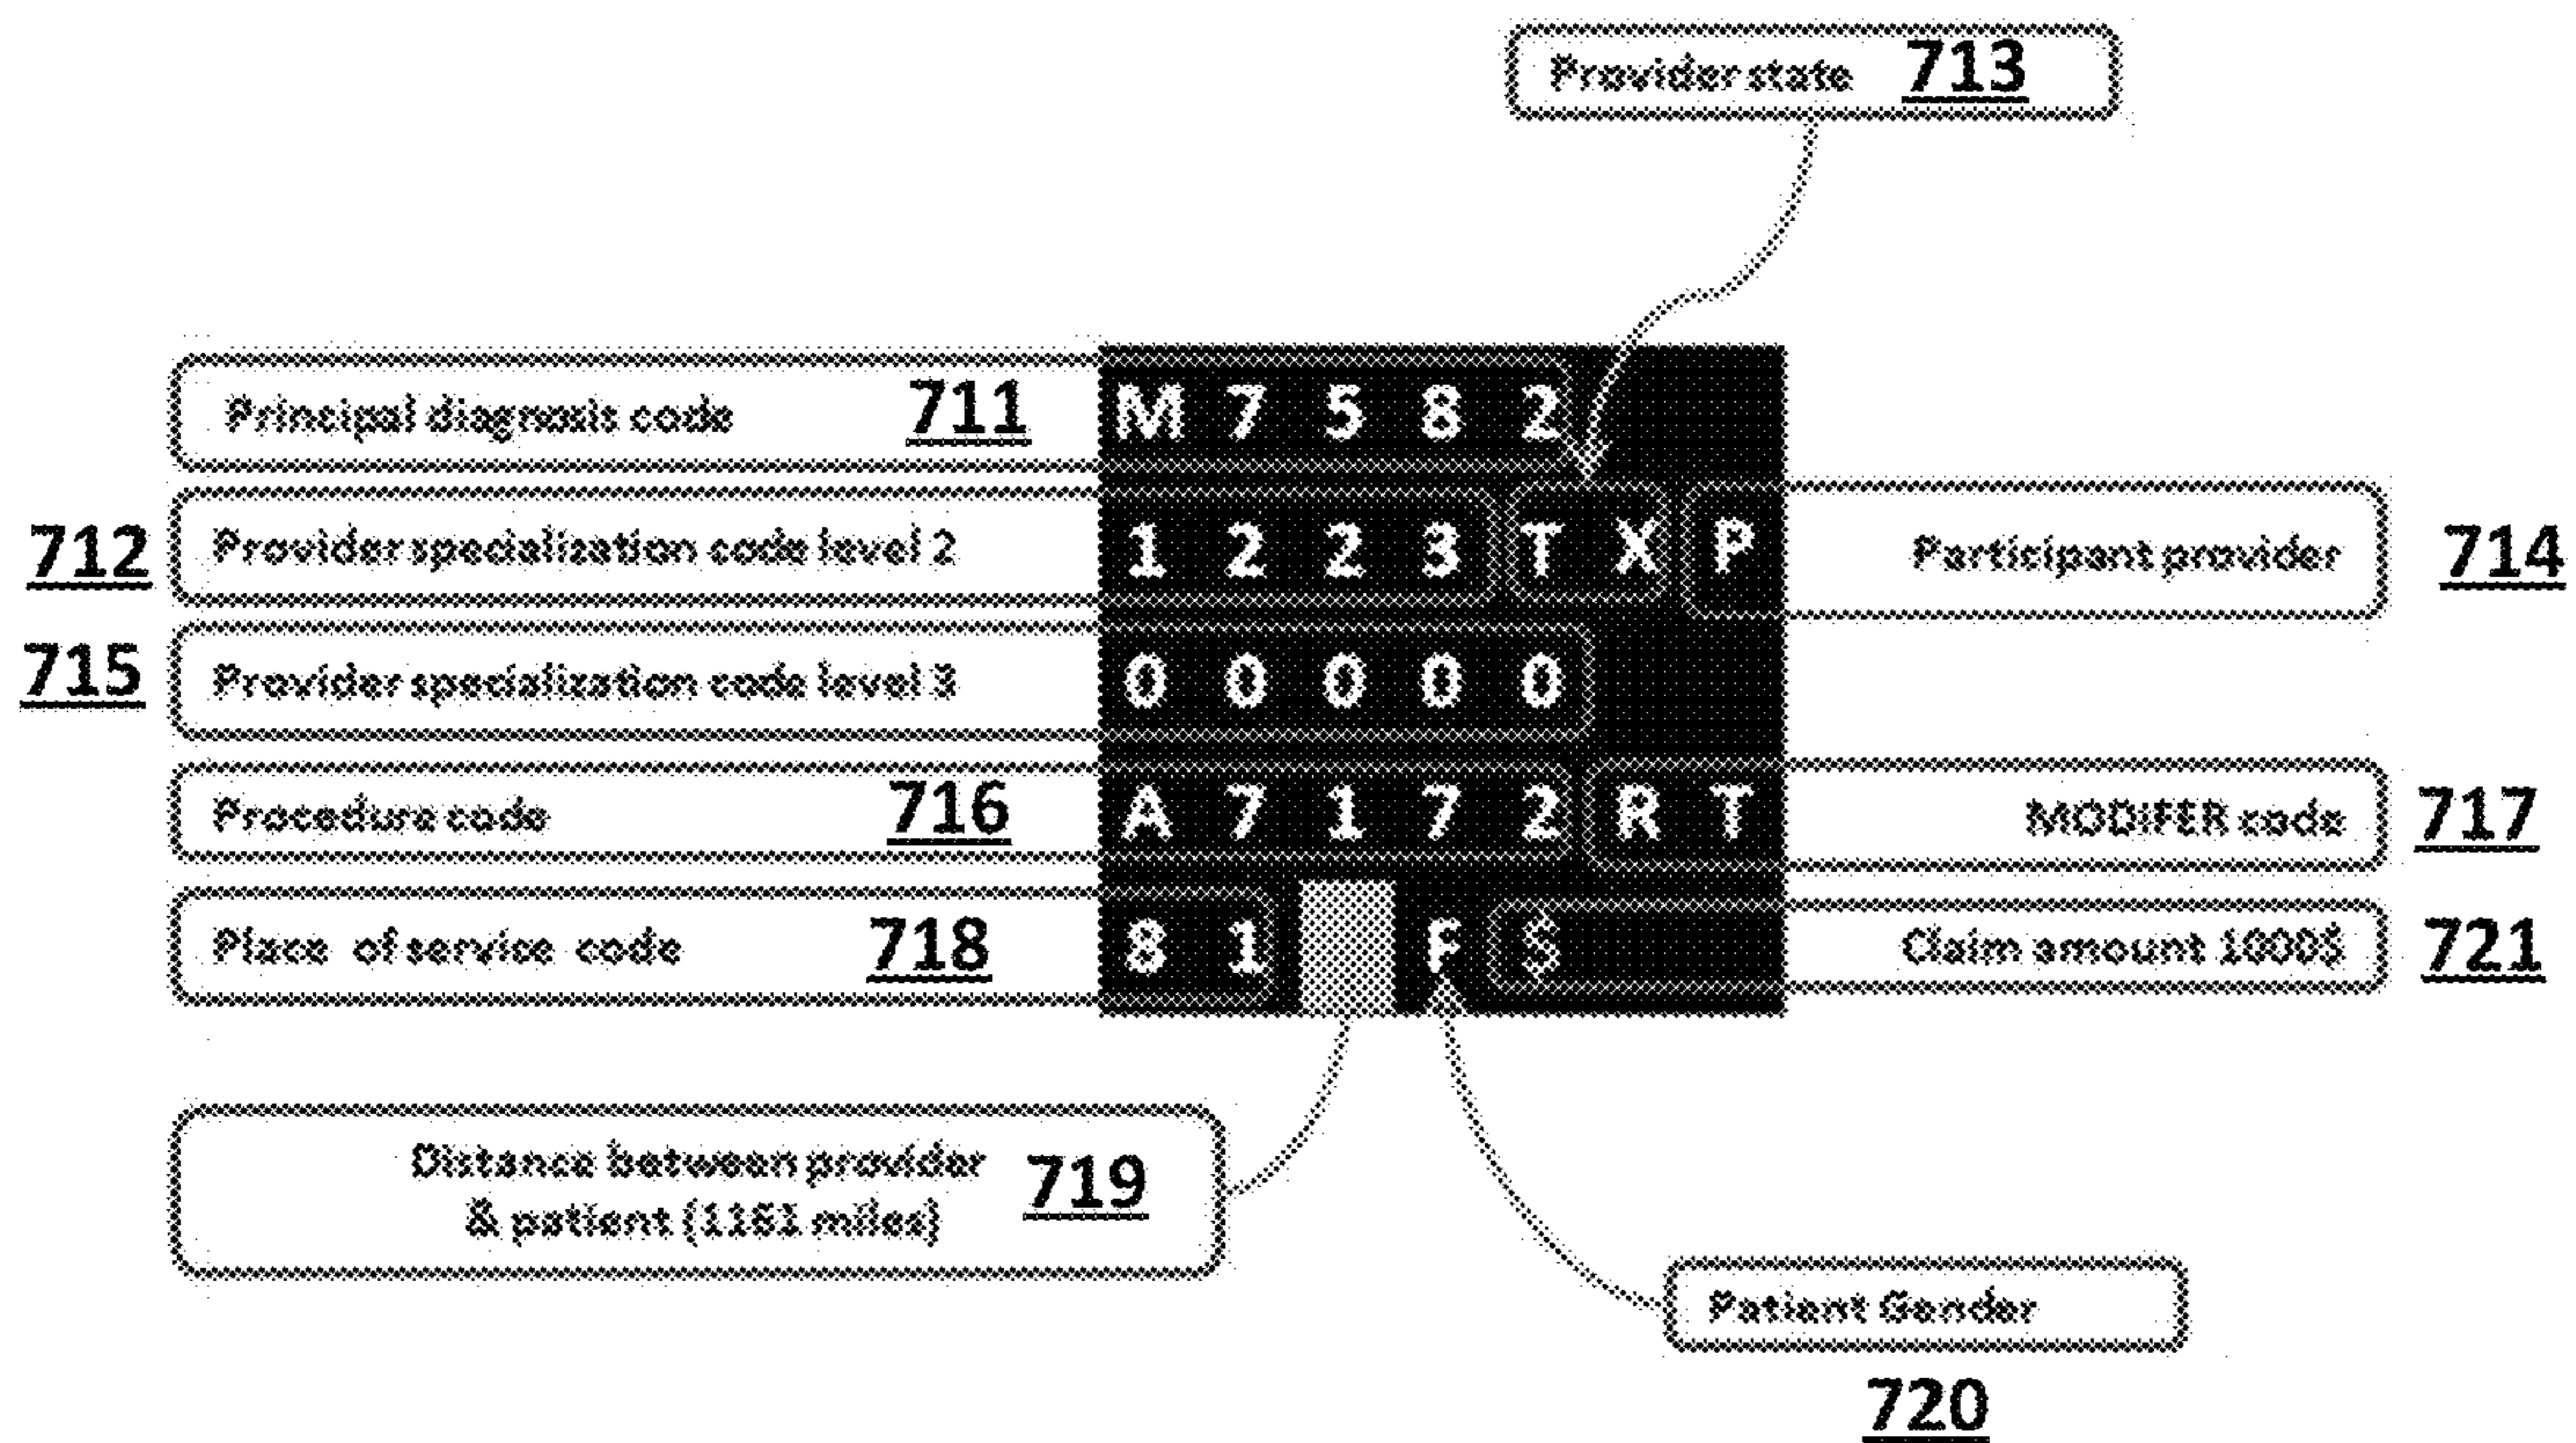 Provider state 713
Principal diagnosis code 711 M 7 5 8 2
712 Provider specialization code level 2 1 2 2 3 T X P Participant provider 714
715 Provider specialization code level 3 0 0 0 0 0
Procedure code 716 A 7 1 7 2 R T MODIFER code 717
Place of service code 718 8 1 F $ Claim amount 1000$ 721
Distance between provider 719
& patient (1161 miles)
Patient Gender
720